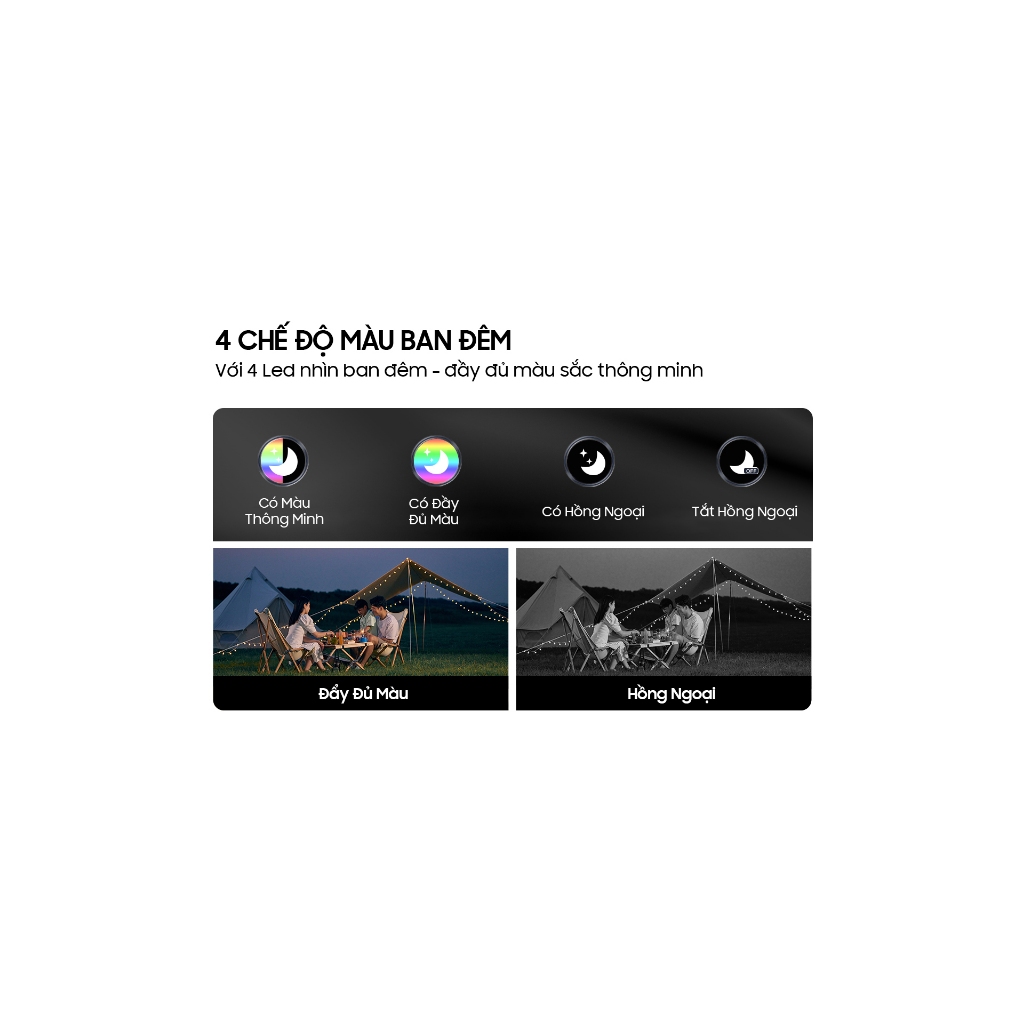 4 CHẾ ĐỘ MÀU BAN ĐÊM
Với 4 Led nhìn ban đêm - đầy đủ màu sắc thông minh
Có Màu
Thông Minh
Có Đầy
Đủ Màu
Có Hồng Ngoại
OFF
Tắt Hồng Ngoại
Đẩy Đủ Màu
Hồng Ngoại